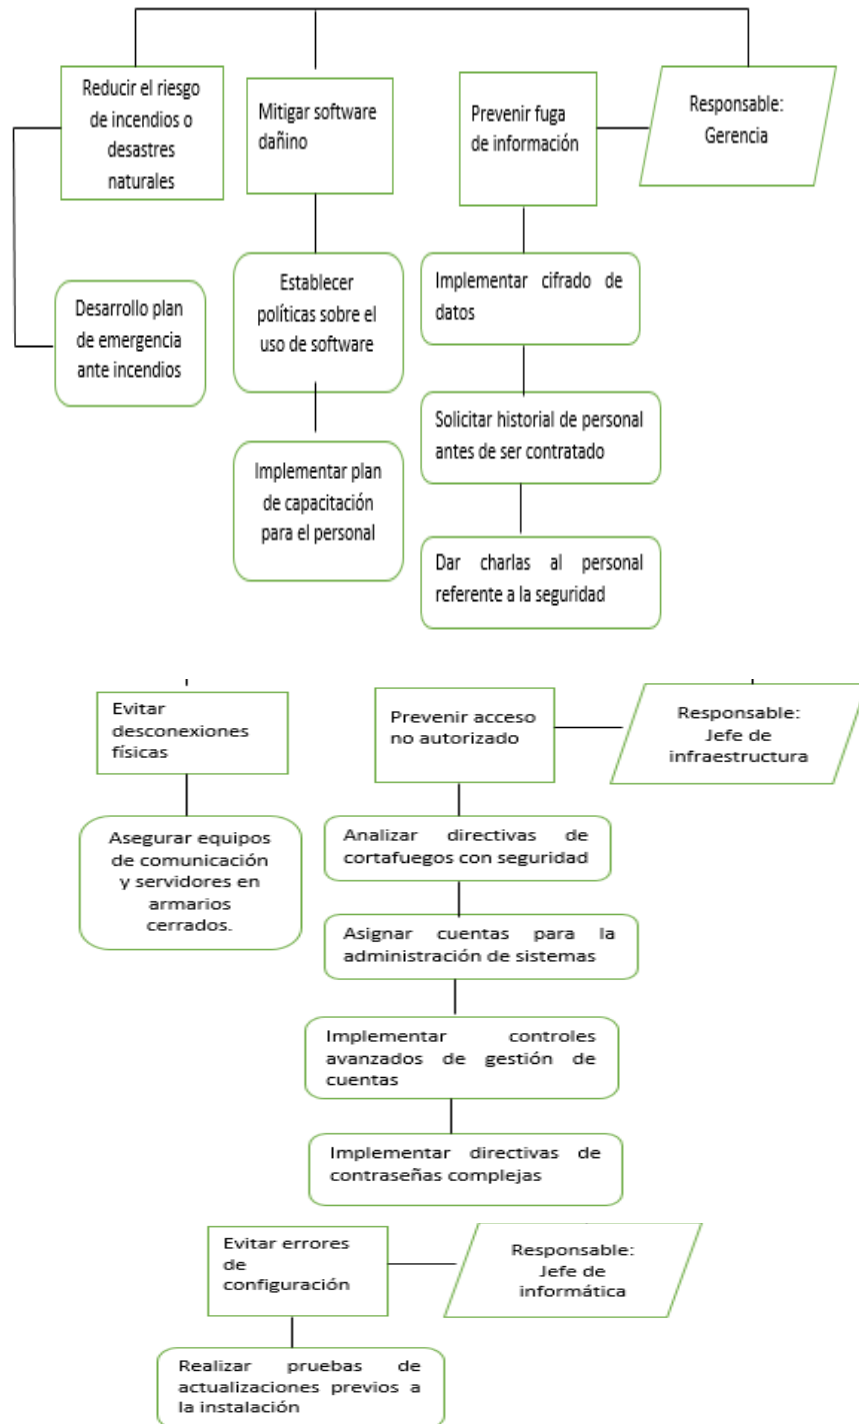 Reducir el riesgo
de incendios o
desastres
naturales
Mitigar software
dañino
Prevenir fuga
de información
Responsable:
Gerencia
Desarrollo plan
de emergencia
ante incendios
Establecer
políticas sobre el
uso de software
Implementar cifrado de
datos
Implementar plan
de capacitación
para el personal
Solicitar historial de personal
antes de ser contratado
Dar charlas al personal
referente a la seguridad
Evitar
desconexiones
físicas
Prevenir acceso
no autorizado
Responsable:
Jefe de
infraestructura
Asegurar equipos
de comunicación
y servidores en
armarios
cerrados.
Analizar directivas de
cortafuegos con seguridad
Asignar cuentas para la
administración de sistemas
Implementar controles
avanzados de gestión de
cuentas
Implementar directivas de
contraseñas complejas
Evitar errores
de
configuración
Responsable:
Jefe de
informática
Realizar pruebas de
actualizaciones previos a
la instalación